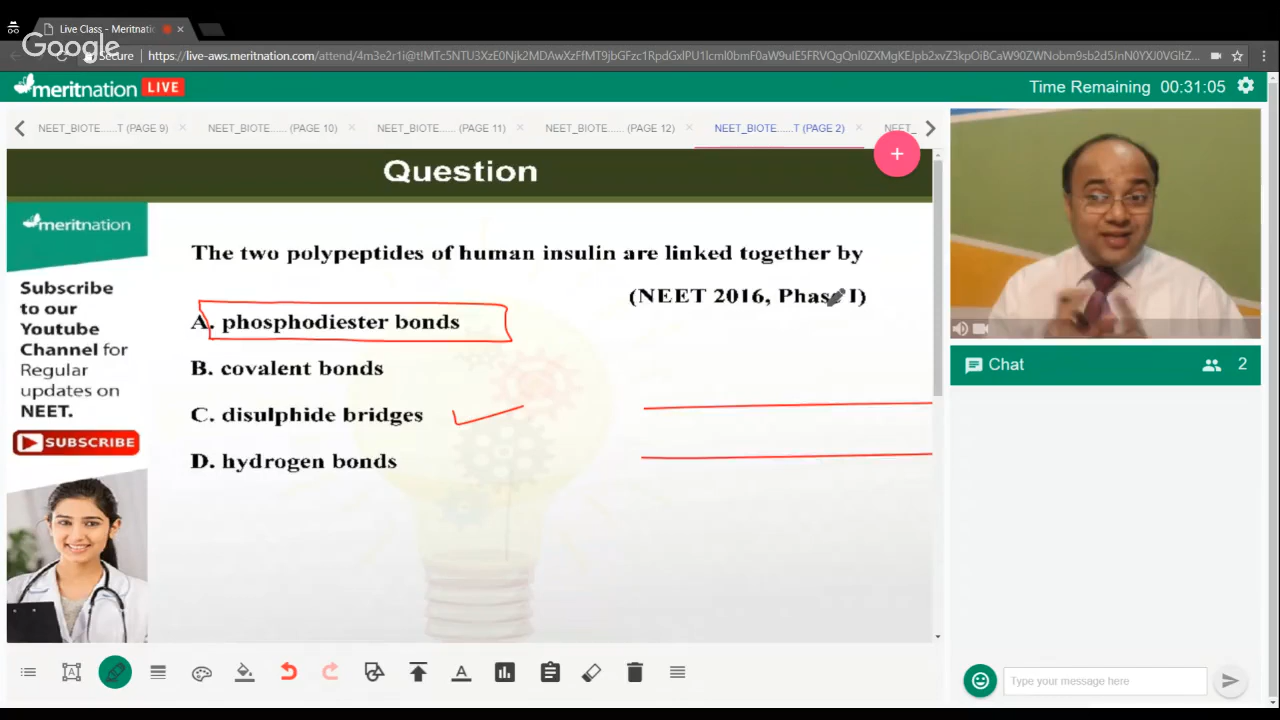 Live Class - Meritnatic
Google
Secure
https://live-aws.meritnation.com/attend/
meritnation LIVE
Time Remaining 00:31:05
NEET_BIOTE......T (PAGE 9)
NEET_BIOTE...... (PAGE 10)
NEET_BIOTE......T (PAGE 11)
NEET_BIOTE...... (PAGE 12)
NEET_BIOTE......T (PAGE 2)
NEET_
Question
meritnation
Subscribe
to our
Youtube
Channel for
Regular
updates on
NEET.
SUBSCRIBE
The two polypeptides of human insulin are linked together by
(NEET 2016, Phase I)
A. phosphodiester bonds
B. covalent bonds
C. disulphide bridges
D. hydrogen bonds
Chat
2
Type your message here